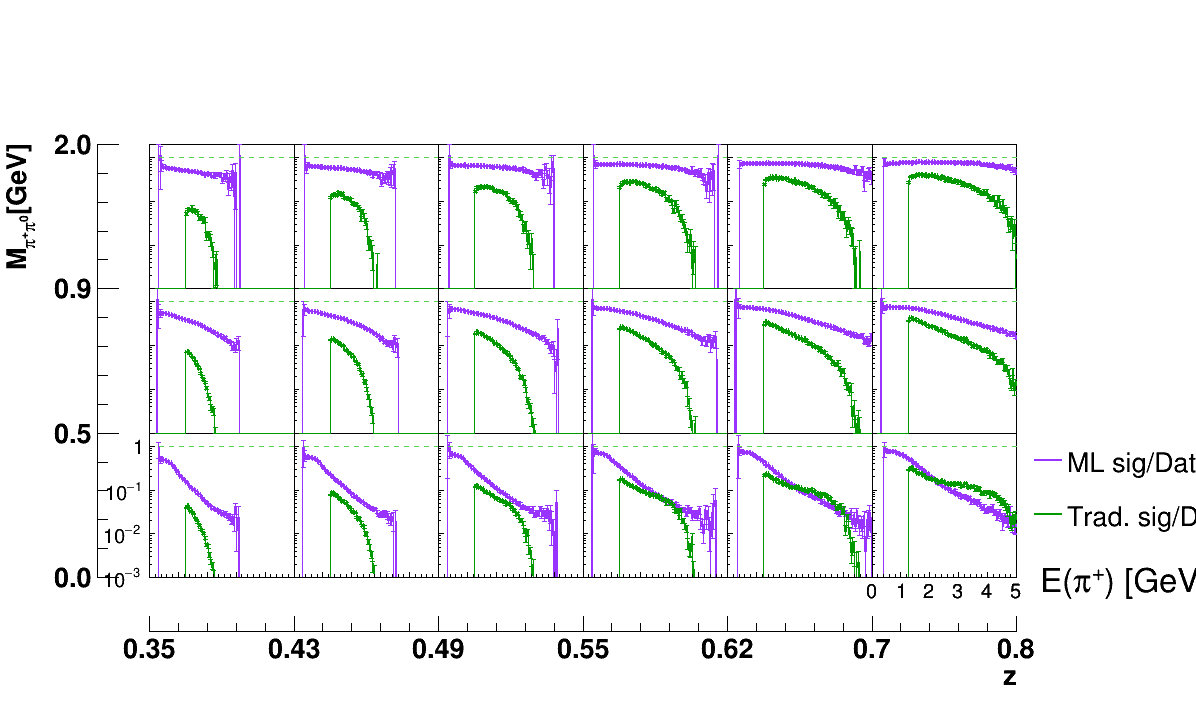 M_{π⁺π⁰} [GeV]
2.0
0.9
0.5
0.0
1
10⁻¹
10⁻²
10⁻³
ML sig/Dat
Trad. sig/D
0 1 2 3 4 5
E(π⁺) [GeV
0.35 0.43 0.49 0.55 0.62 0.7 0.8
z